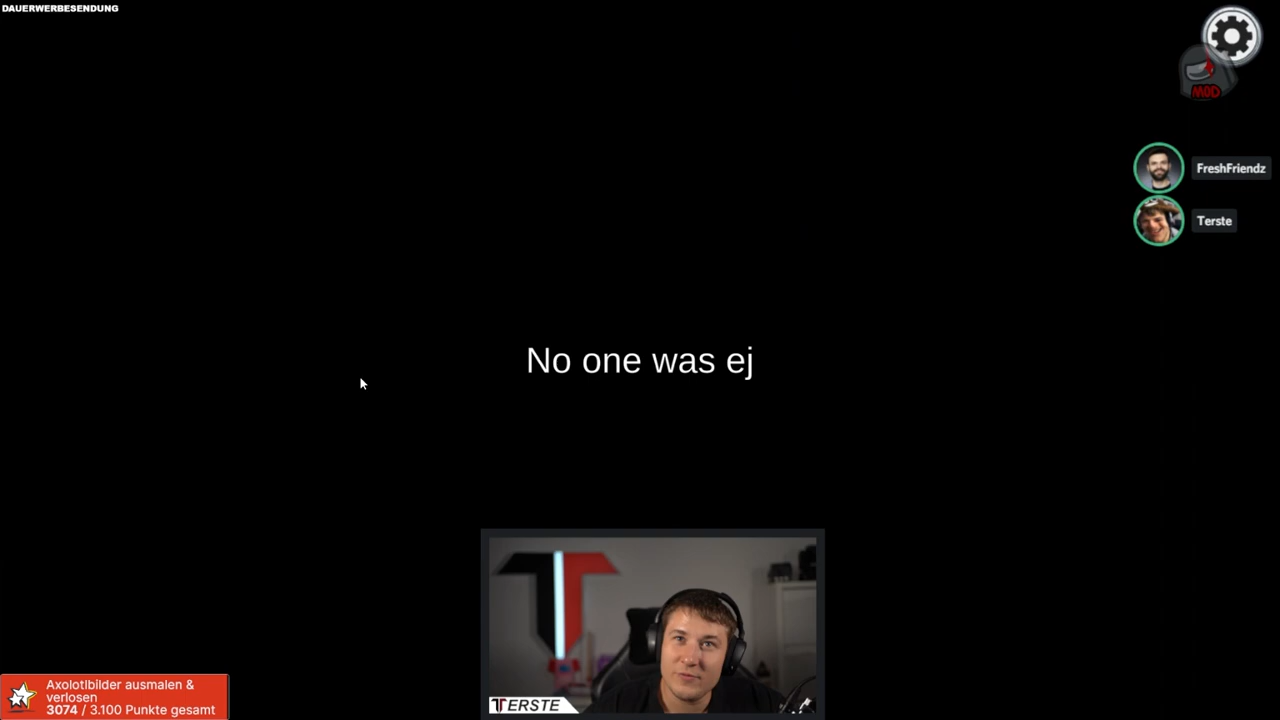 DAUERWERBESENDUNG
MOD
FreshFriendz
Terste
No one was ej
TERSTE
Axolotlbilder ausmalen &
verlosen
3074 / 3.100 Punkte gesamt